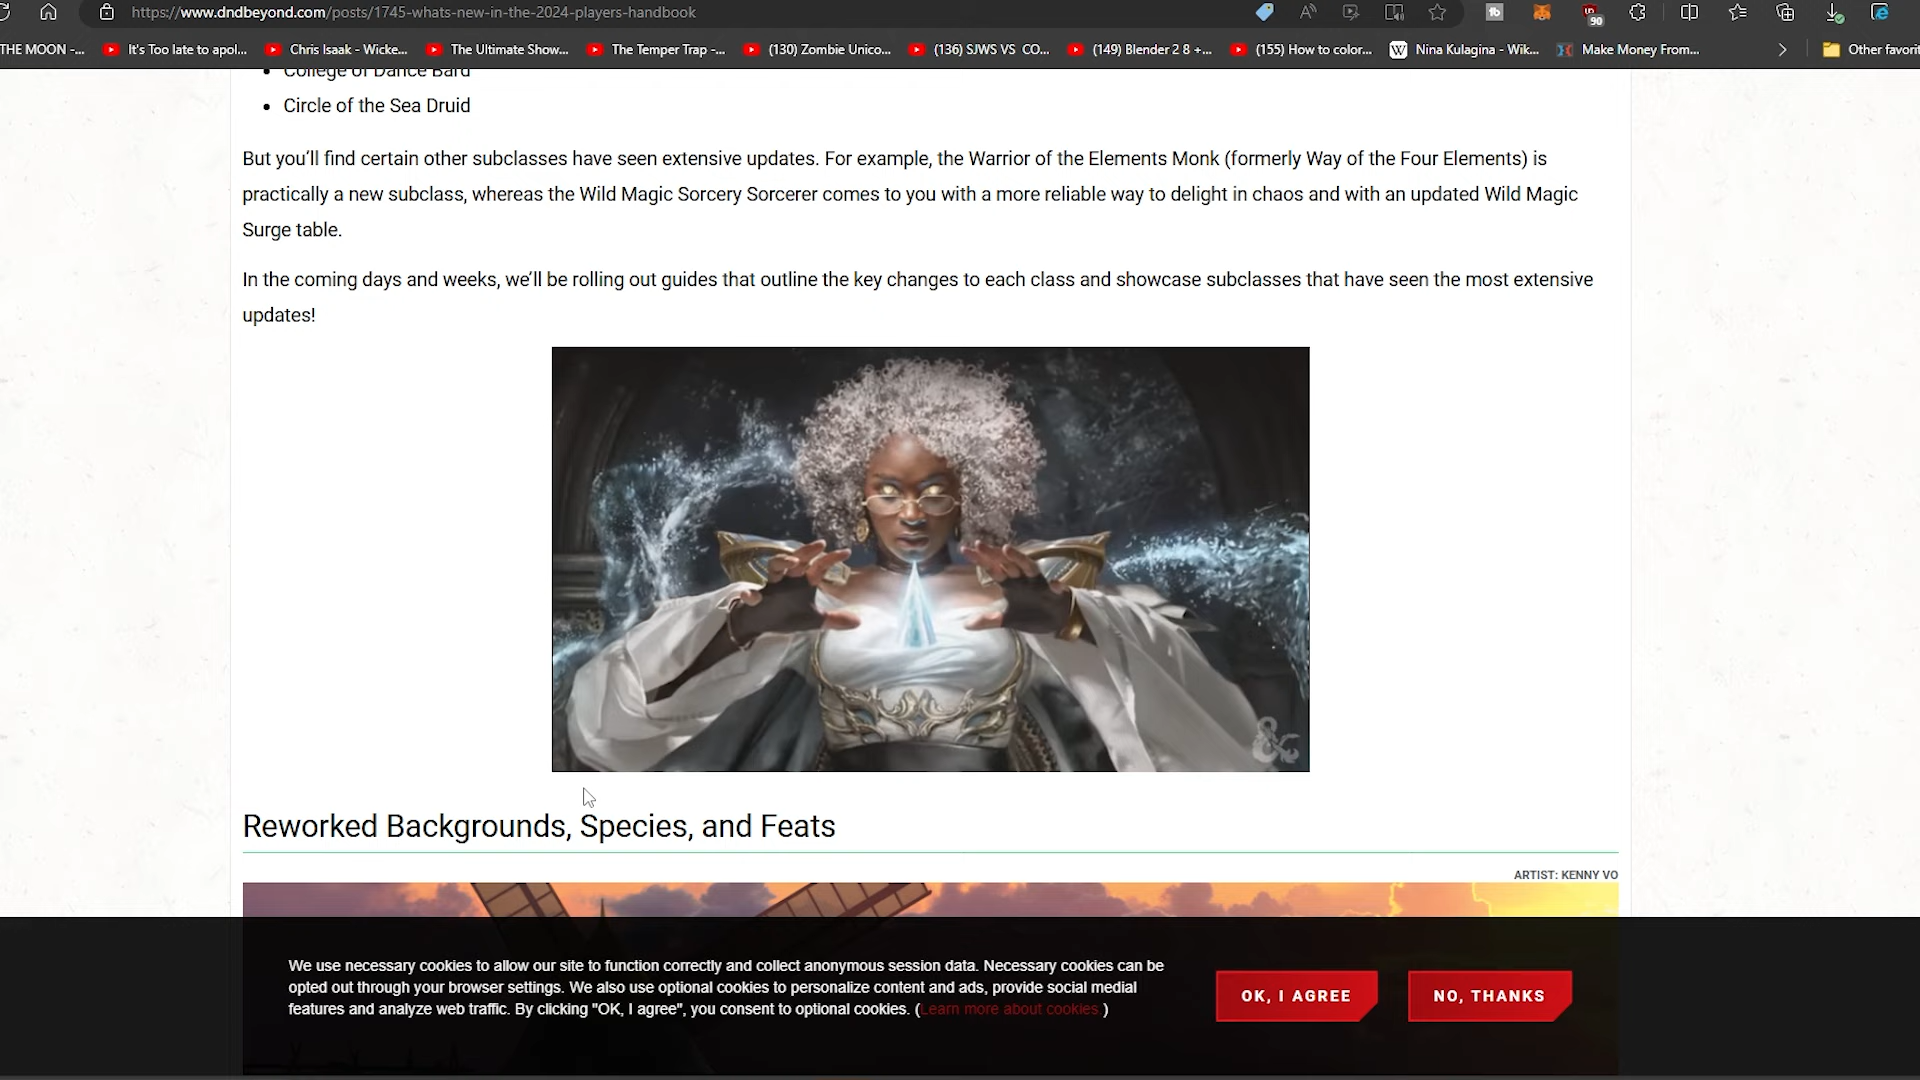 https://www.dndbeyond.com/posts/1745-whats-new-in-the-2024-players-handbook
90
THE MOON -...
It's Too late to apol...
Chris Isaak - Wicke...
The Ultimate Show...
The Temper Trap -...
(130) Zombie Unico...
(136) SJWS VS CO...
(149) Blender 2 8 +...
(155) How to color...
W Nina Kulagina - Wik...
Make Money From...
Other favorit
College of Dance Bard
Circle of the Sea Druid
But you'll find certain other subclasses have seen extensive updates. For example, the Warrior of the Elements Monk (formerly Way of the Four Elements) is
practically a new subclass, whereas the Wild Magic Sorcery Sorcerer comes to you with a more reliable way to delight in chaos and with an updated Wild Magic
Surge table.
In the coming days and weeks, we'll be rolling out guides that outline the key changes to each class and showcase subclasses that have seen the most extensive
updates!
Reworked Backgrounds, Species, and Feats
ARTIST: KENNY VO
We use necessary cookies to allow our site to function correctly and collect anonymous session data. Necessary cookies can be
opted out through your browser settings. We also use optional cookies to personalize content and ads, provide social medial
features and analyze web traffic. By clicking "OK, I agree", you consent to optional cookies. (Learn more about cookies.)
OK, I AGREE
NO, THANKS